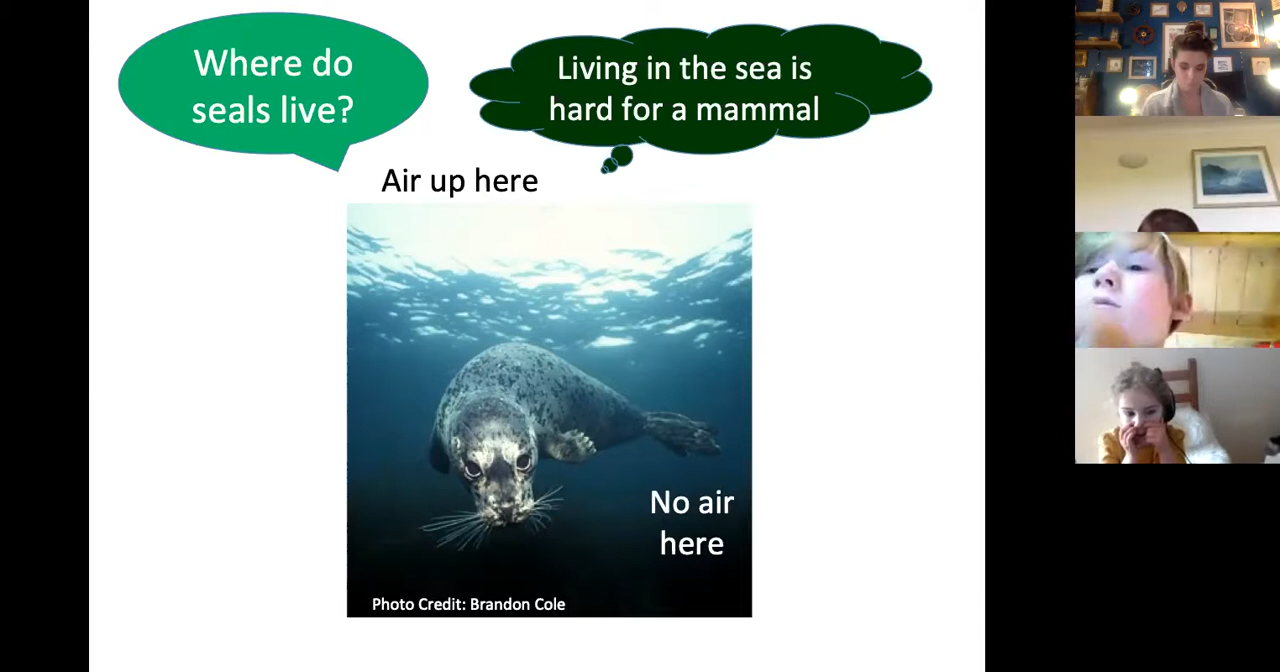 Where do
seals live?
Living in the sea is
hard for a mammal
Air up here
No air
here
Photo Credit: Brandon Cole